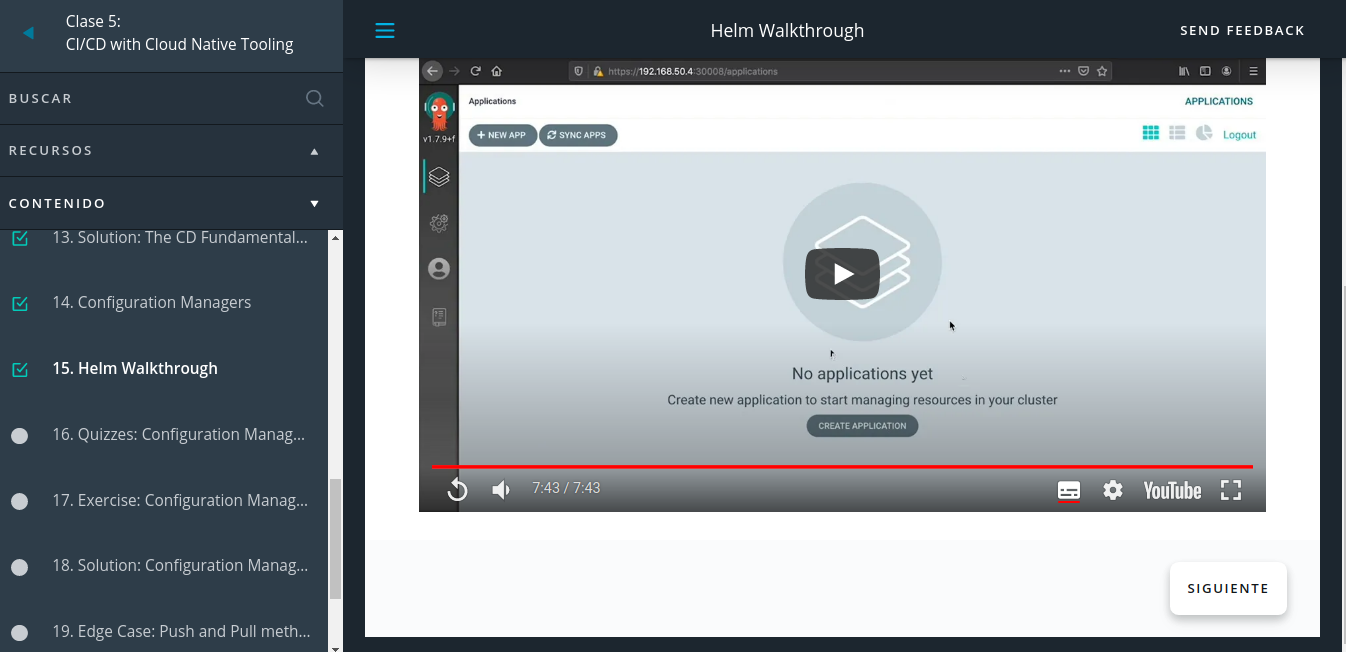 Clase 5:
CI/CD with Cloud Native Tooling
BUSCAR
RECURSOS
CONTENIDO
13. Solution: The CD Fundamental...
14. Configuration Managers
15. Helm Walkthrough
16. Quizzes: Configuration Manag...
17. Exercise: Configuration Manag...
18. Solution: Configuration Manag...
19. Edge Case: Push and Pull meth...
Helm Walkthrough
SEND FEEDBACK
https://192.168.50.4:30008/applications
v1.7.9+f
Applications
APPLICATIONS
NEW APP
SYNC APPS
Logout
No applications yet
Create new application to start managing resources in your cluster
CREATE APPLICATION
7:43 / 7:43
YouTube
SIGUIENTE